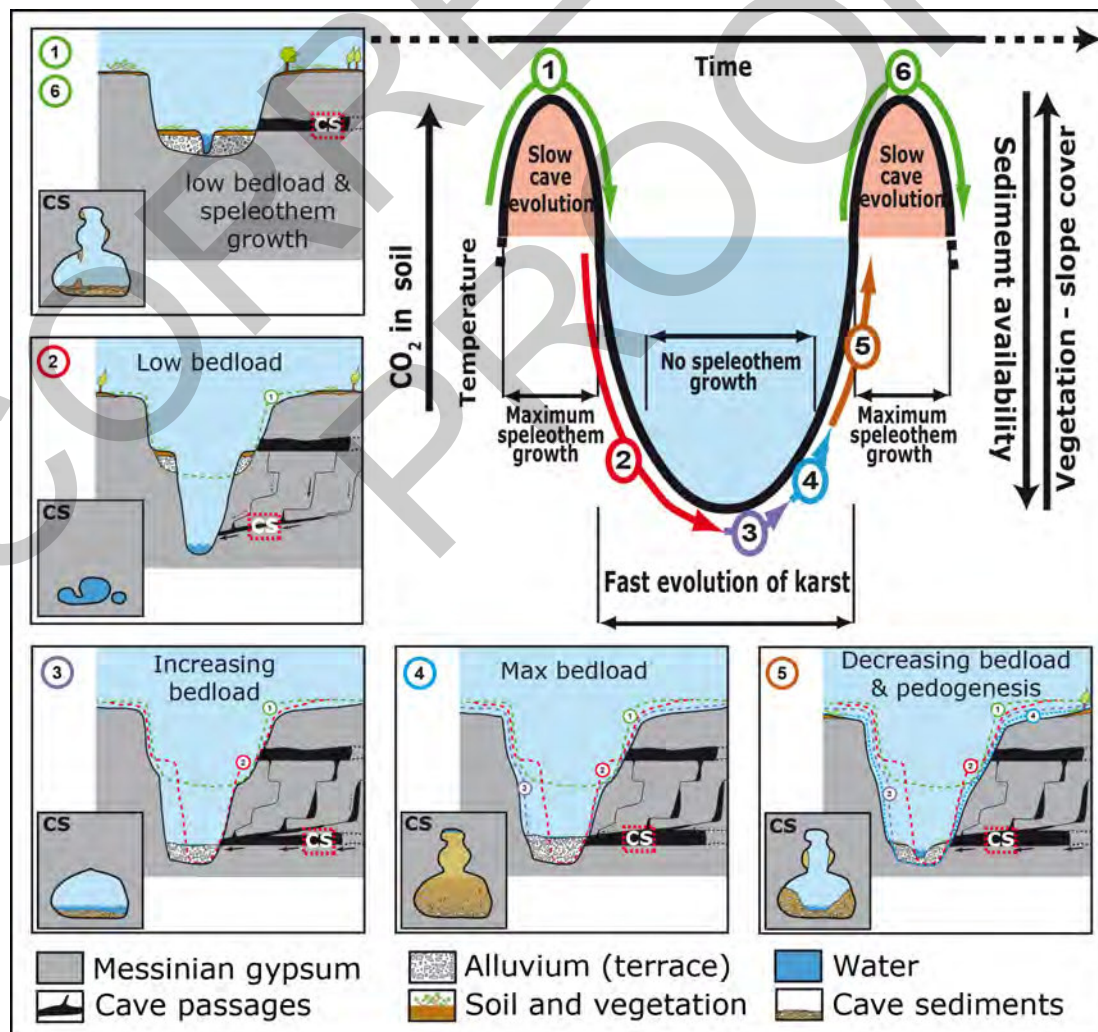 1
6
CS
low bedload &
speleothem
growth
CS
Time
1
6
Slow
cave
evolution
Slow
cave
evolution
CO2 in soil
Temperature
No speleothem
growth
Maximum
speleothem
growth
Maximum
speleothem
growth
2
3
4
5
Fast evolution of karst
Sedimemt availability
Vegetation - slope cover
2
Low bedload
1
CS
CS
3
Increasing
bedload
1
2
CS
CS
4
Max bedload
1
2
3
CS
CS
5
Decreasing bedload
& pedogenesis
1
4
2
3
CS
CS
Messinian gypsum
Alluvium (terrace)
Water
Cave passages
Soil and vegetation
Cave sediments